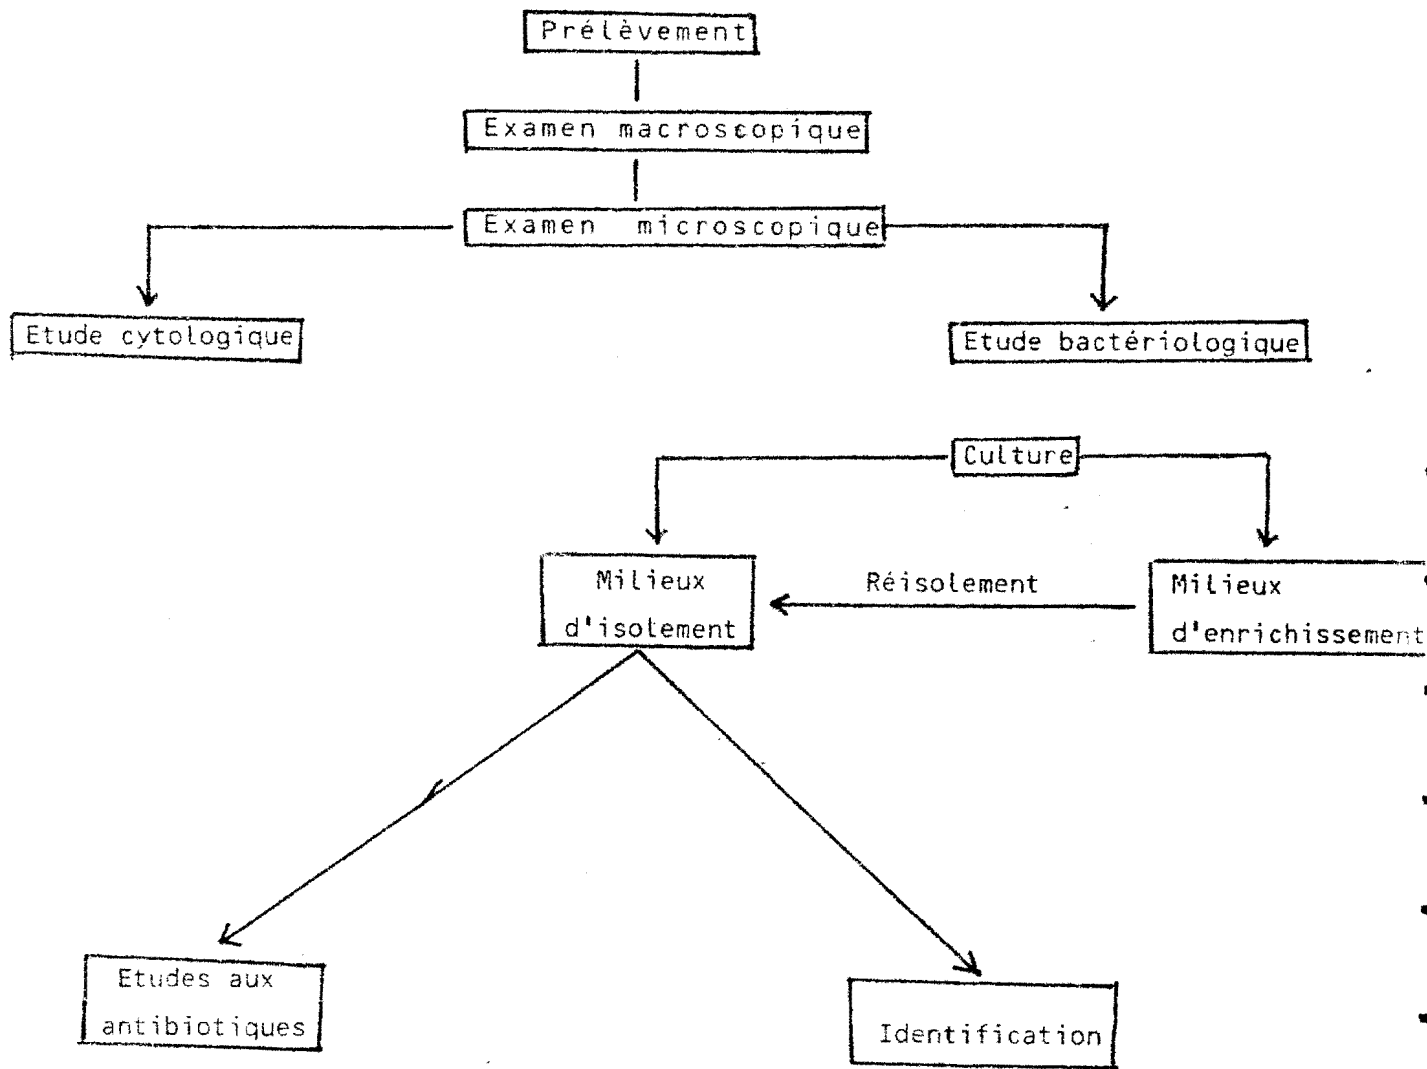 Prélèvement
Examen macroscopique
Examen microscopique
Etude cytologique
Etude bactériologique
Culture
Milieux
d'isolement
Réisolement
Milieux
d'enrichissement
Etudes aux
antibiotiques
Identification